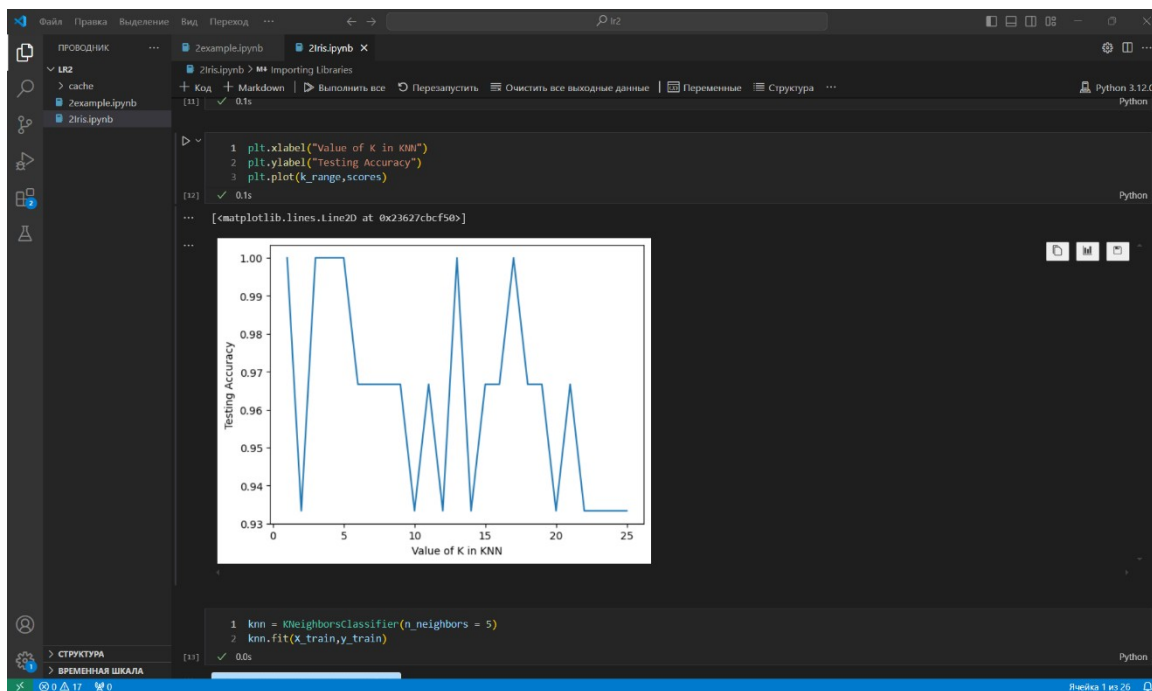 Файл Правка Выделение Вид Переход ··· ← → lr2
ПРОВОДНИК ···
LR2
cache
2example.ipynb
2Iris.ipynb
СТРУКТУРА
ВРЕМЕННАЯ ШКАЛА
2example.ipynb 2Iris.ipynb ×
2Iris.ipynb > M↓ Importing Libraries
+ Код + Markdown | Выполнить все Перезапустить Очистить все выходные данные | Переменные Структура ··· Python 3.12.0
[11] ✓ 0.1s Python
1 plt.xlabel("Value of K in KNN")
2 plt.ylabel("Testing Accuracy")
3 plt.plot(k_range,scores)
[12] ✓ 0.1s Python
··· [<matplotlib.lines.Line2D at 0x23627cbcf50>]
···
Testing Accuracy
1.00
0.99
0.98
0.97
0.96
0.95
0.94
0.93
0 5 10 15 20 25
Value of K in KNN
1 knn = KNeighborsClassifier(n_neighbors = 5)
2 knn.fit(X_train,y_train)
[13] ✓ 0.0s Python
2
1
0 17 0 Ячейка 1 из 26